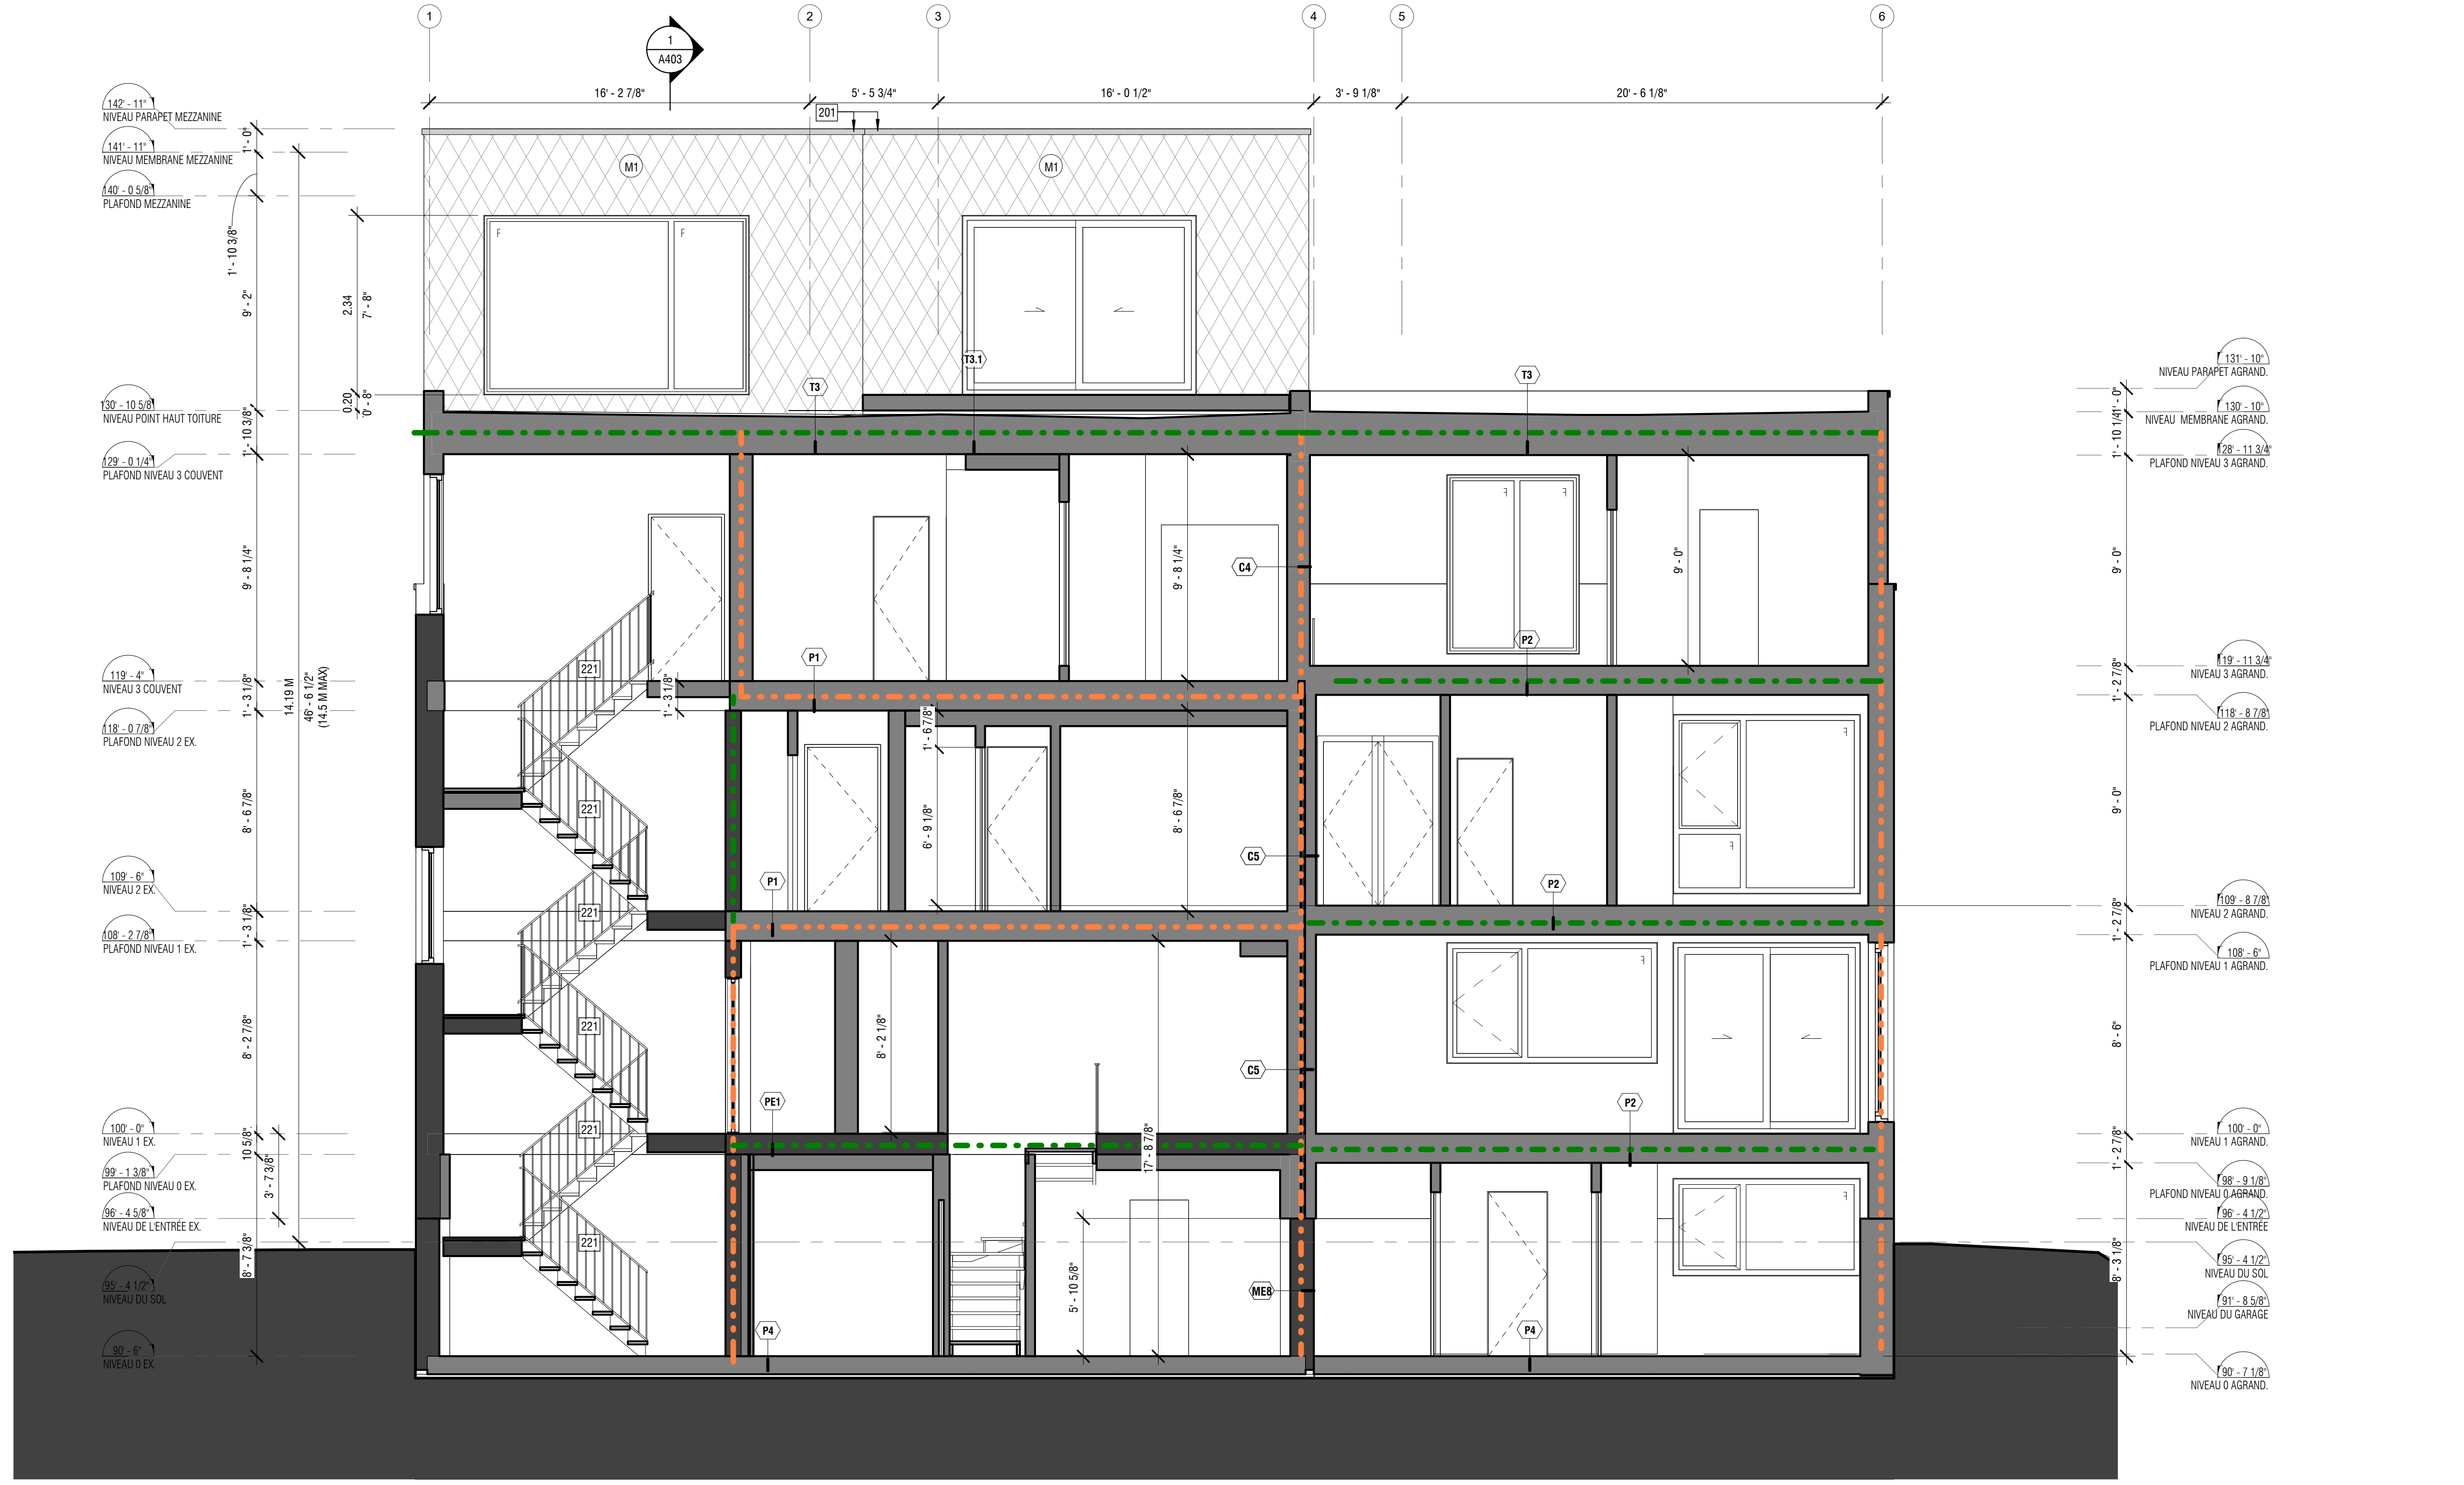 1
2
3
4
5
6
1
A403
16' - 2 7/8"
5' - 5 3/4"
16' - 0 1/2"
3' - 9 1/8"
20' - 6 1/8"
201
142' - 11"
NIVEAU PARAPET MEZZANINE
141' - 11"
NIVEAU MEMBRANE MEZZANINE
140' - 0 5/8"
PLAFOND MEZZANINE
130' - 10 5/8"
NIVEAU POINT HAUT TOITURE
129' - 0 1/4"
PLAFOND NIVEAU 3 COUVENT
119' - 4"
NIVEAU 3 COUVENT
118' - 0 7/8"
PLAFOND NIVEAU 2 EX.
109' - 6"
NIVEAU 2 EX.
108' - 2 7/8"
PLAFOND NIVEAU 1 EX.
100' - 0"
NIVEAU 1 EX.
99' - 1 3/8"
PLAFOND NIVEAU 0 EX.
96' - 4 5/8"
NIVEAU DE L'ENTRÉE EX.
95' - 4 1/2"
NIVEAU DU SOL
90' - 6"
NIVEAU 0 EX.
1' - 0"
1' - 10 3/8"
9' - 2"
1' - 10 3/8"
9' - 8 1/4"
1' - 3 1/8"
8' - 6 7/8"
1' - 3 1/8"
8' - 2 7/8"
10 5/8"
3' - 7 3/8"
8' - 7 3/8"
14.19 M
46' - 6 1/2"
(14.5 M MAX)
2.34
7' - 8"
0.20
0' - 8"
M1
M1
F
F
T3
T3.1
T3
9' - 8 1/4"
C4
9' - 0"
F
F
P1
P2
1' - 3 1/8"
221
221
221
221
221
221
1' - 6 7/8"
6' - 9 1/8"
8' - 6 7/8"
C5
F
F
P1
P2
8' - 2 1/8"
C5
F
PE1
P2
17' - 8 7/8"
5' - 10 5/8"
ME8
F
P4
P4
131' - 10"
NIVEAU PARAPET AGRAND.
130' - 10"
NIVEAU MEMBRANE AGRAND.
128' - 11 3/4"
PLAFOND NIVEAU 3 AGRAND.
119' - 11 3/4"
NIVEAU 3 AGRAND.
118' - 8 7/8"
PLAFOND NIVEAU 2 AGRAND.
109' - 8 7/8"
NIVEAU 2 AGRAND.
108' - 6"
PLAFOND NIVEAU 1 AGRAND.
100' - 0"
NIVEAU 1 AGRAND.
98' - 9 1/8"
PLAFOND NIVEAU 0 AGRAND.
96' - 4 1/2"
NIVEAU DE L'ENTRÉE
95' - 4 1/2"
NIVEAU DU SOL
91' - 8 5/8"
NIVEAU DU GARAGE
90' - 7 1/8"
NIVEAU 0 AGRAND.
1' - 0"
1' - 10 1/4"
9' - 0"
1' - 2 7/8"
9' - 0"
1' - 2 7/8"
8' - 6"
1' - 2 7/8"
8' - 3 1/8"